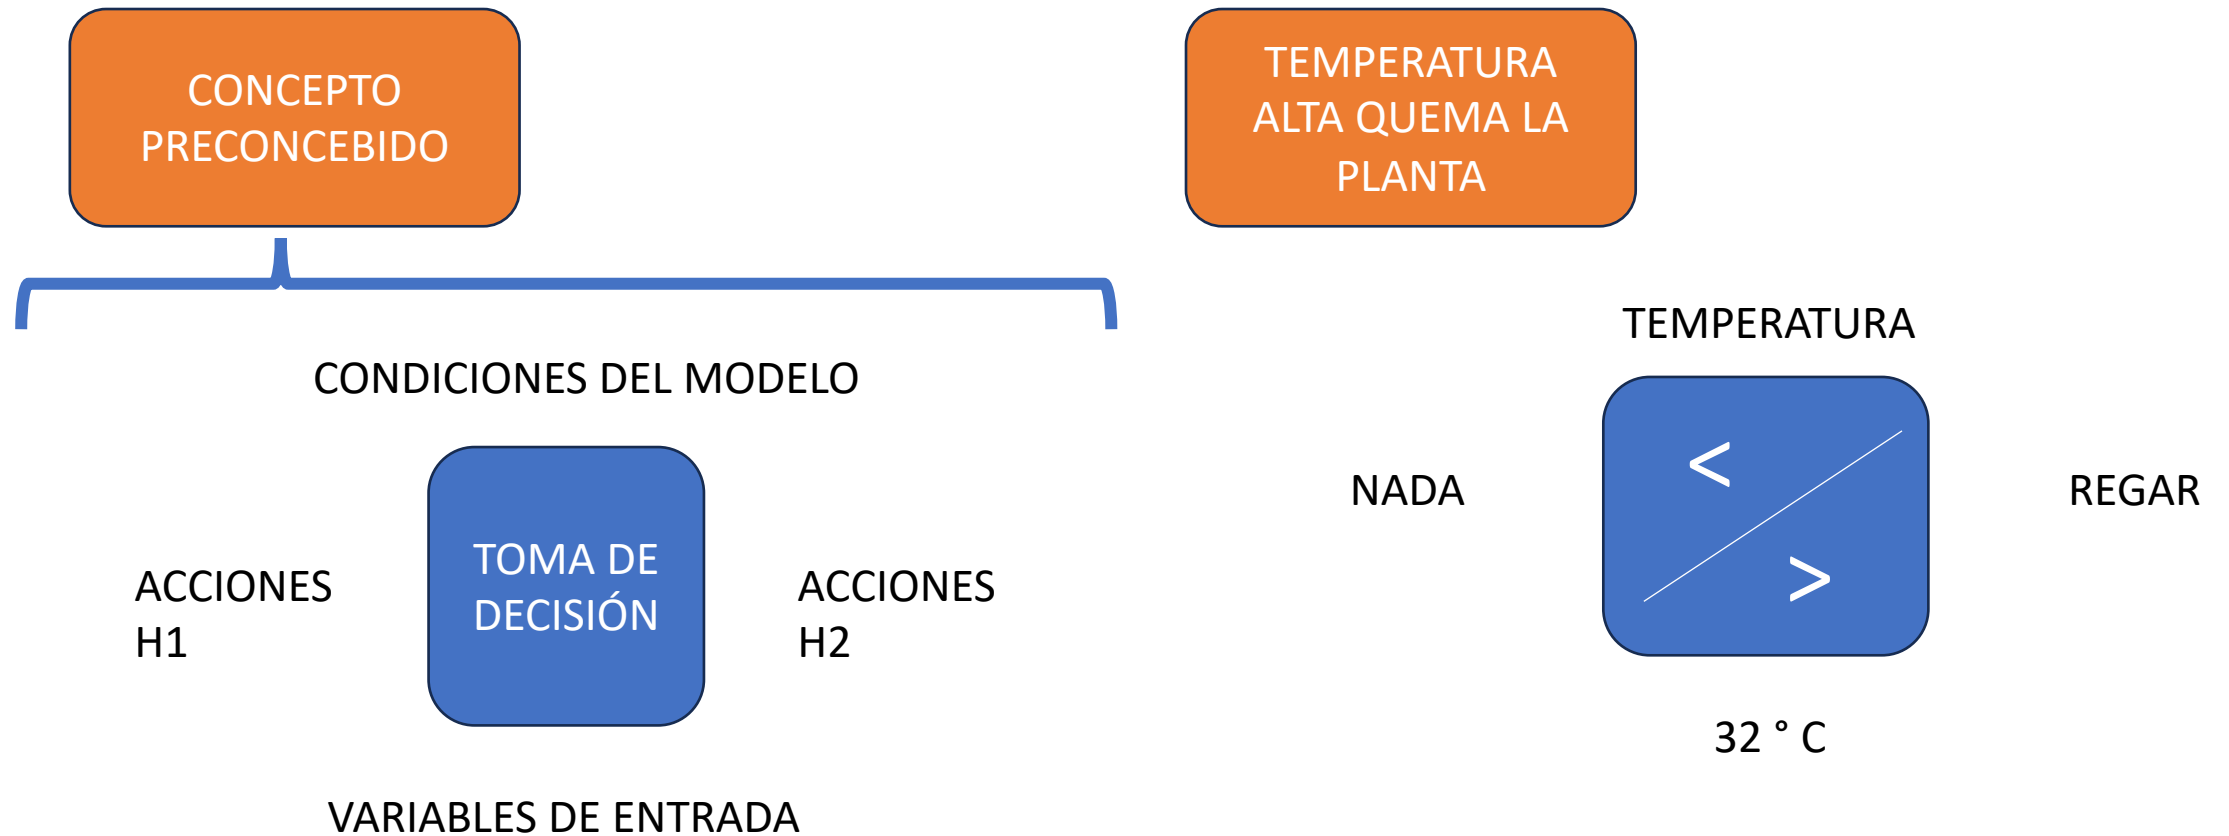 CONCEPTO
PRECONCEBIDO
CONDICIONES DEL MODELO
ACCIONES
H1
TOMA DE
DECISIÓN
ACCIONES
H2
VARIABLES DE ENTRADA
TEMPERATURA
ALTA QUEMA LA
PLANTA
TEMPERATURA
NADA
<
>
REGAR
32 ° C